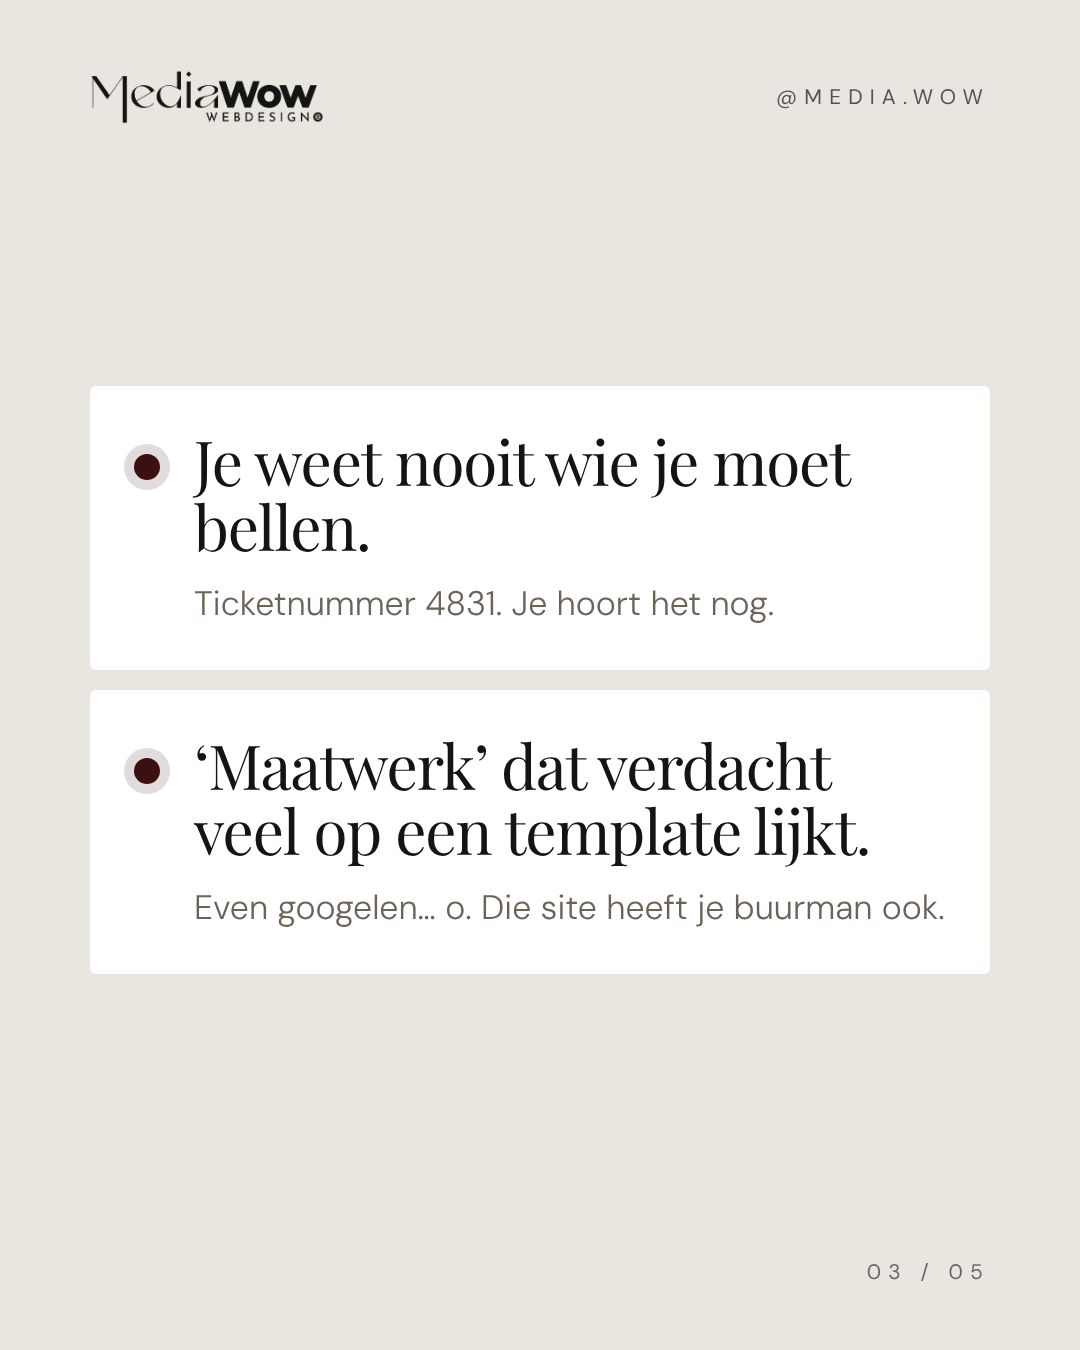 MediaWow
WEBDESIGN
@MEDIA.WOW
Je weet nooit wie je moet
bellen.
Ticketnummer 4831. Je hoort het nog.
‘Maatwerk’ dat verdacht
veel op een template lijkt.
Even googelen... o. Die site heeft je buurman ook.
03 / 05